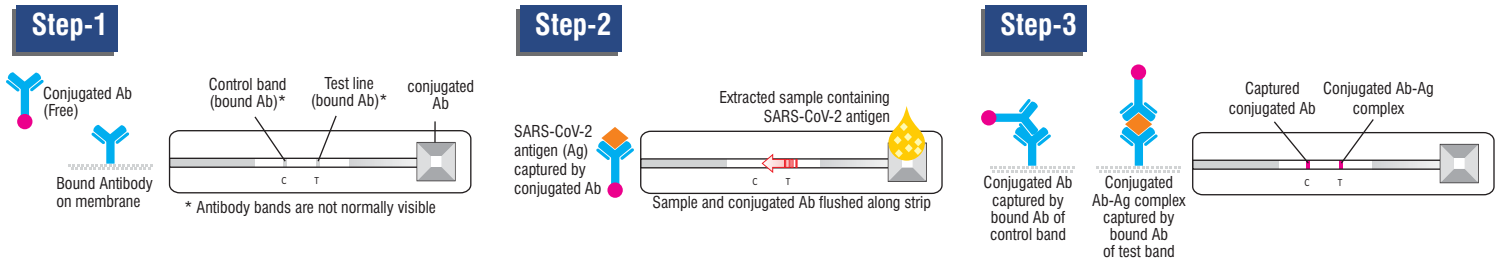 Step-1
Conjugated Ab
(Free)
Bound Antibody
on membrane
Control band
(bound Ab)*
Test line
(bound Ab)*
conjugated
Ab
C T
* Antibody bands are not normally visible
Step-2
SARS-CoV-2
antigen (Ag)
captured by
conjugated Ab
Extracted sample containing
SARS-CoV-2 antigen
C T
Sample and conjugated Ab flushed along strip
Step-3
Conjugated Ab
captured by
bound Ab of
control band
Conjugated
Ab-Ag complex
captured by
bound Ab
of test band
Captured
conjugated Ab
Conjugated Ab-Ag
complex
C T